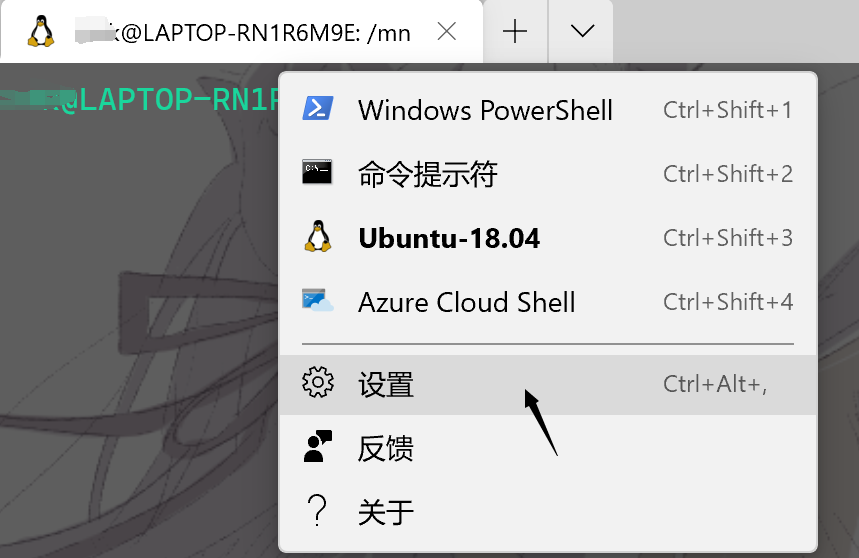 k@LAPTOP-RN1R6M9E: /mn
@LAPTOP-RN1R
Windows PowerShell Ctrl+Shift+1
命令提示符 Ctrl+Shift+2
Ubuntu-18.04 Ctrl+Shift+3
Azure Cloud Shell Ctrl+Shift+4
设置 Ctrl+Alt+,
反馈
关于